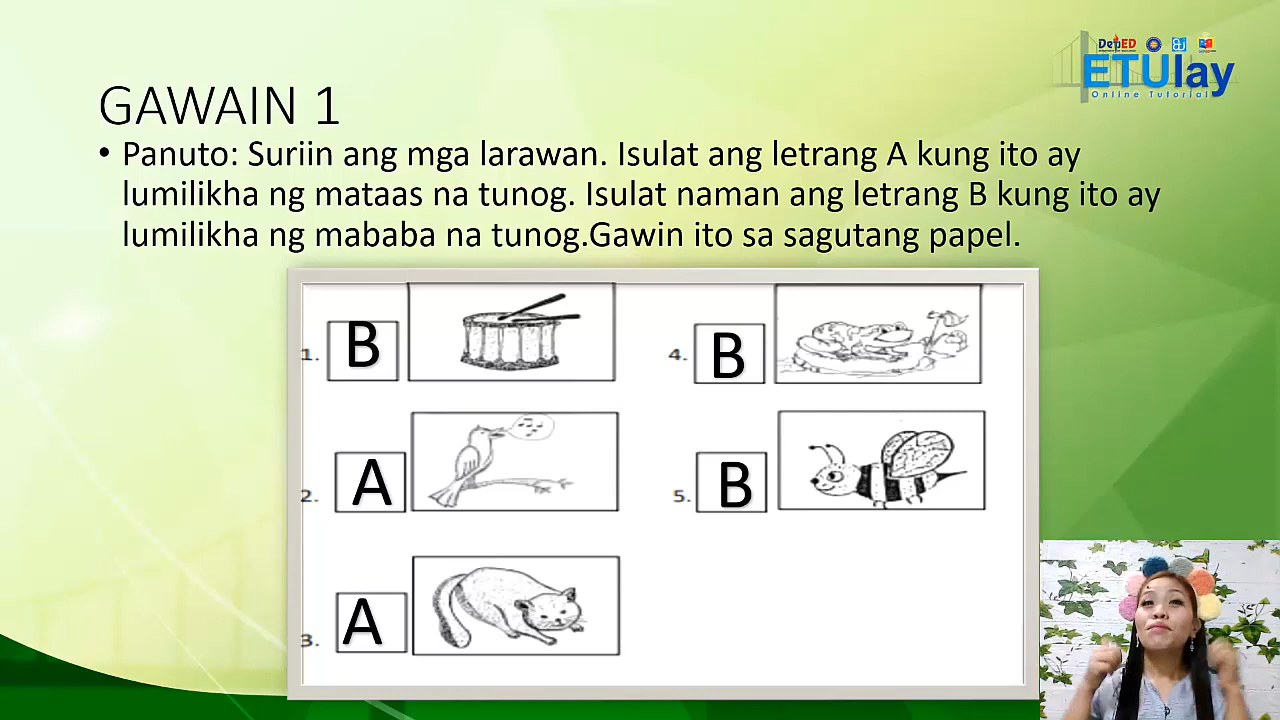 DepED
ETUlay
Online Tutorial
GAWAIN 1
• Panuto: Suriin ang mga larawan. Isulat ang letrang A kung ito ay
lumilikha ng mataas na tunog. Isulat naman ang letrang B kung ito ay
lumilikha ng mababa na tunog.Gawin ito sa sagutang papel.
1. B
2. A
3. A
4. B
5. B